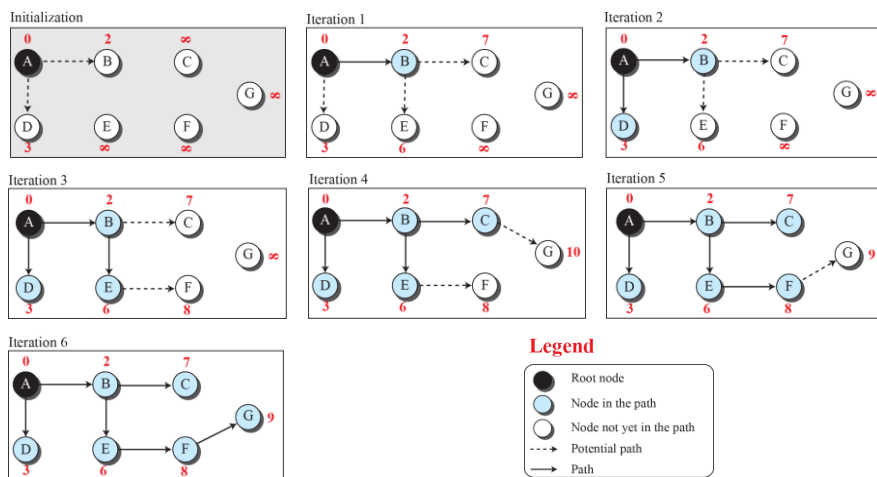 Initialization
0 2 ∞
A B C
G ∞
D E F
3 ∞ ∞
Iteration 1
0 2 7
A B C
G ∞
D E F
3 6 ∞
Iteration 2
0 2 7
A B C
G ∞
D E F
3 6 ∞
Iteration 3
0 2 7
A B C
G ∞
D E F
3 6 8
Iteration 4
0 2 7
A B C
G 10
D E F
3 6 8
Iteration 5
0 2 7
A B C
G 9
D E F
3 6 8
Iteration 6
0 2 7
A B C
G 9
D E F
3 6 8
Legend
Root node
Node in the path
Node not yet in the path
Potential path
Path